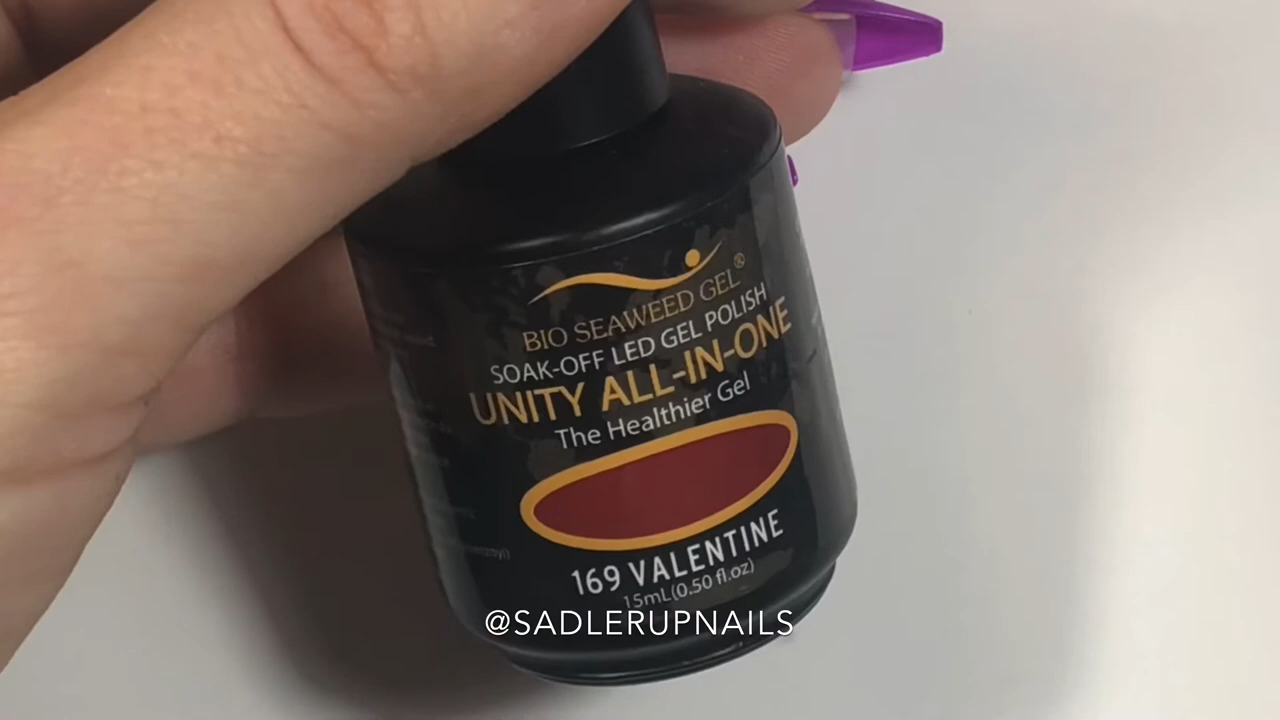 BIO SEAWEED GEL®
SOAK-OFF LED GEL POLISH
UNITY ALL-IN-ONE
The Healthier Gel
169 VALENTINE
15mL(0.50 fl.oz)
@SADLERUPNAILS